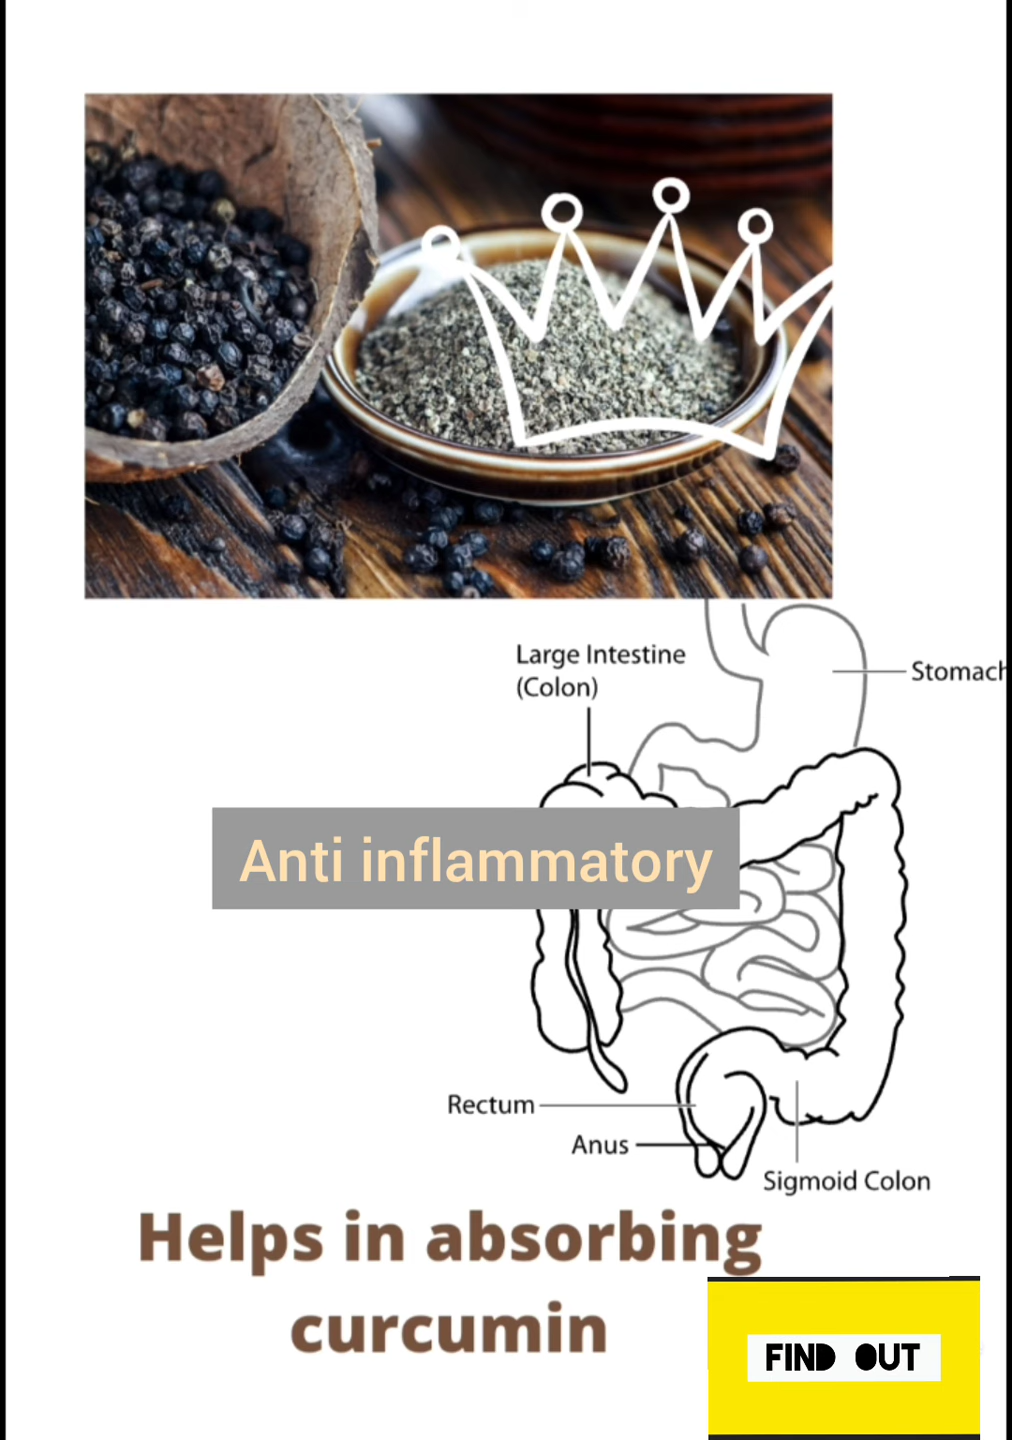 Large Intestine
(Colon)
Stomach
Anti inflammatory
Rectum
Anus
Sigmoid Colon
Helps in absorbing
curcumin
FIND OUT